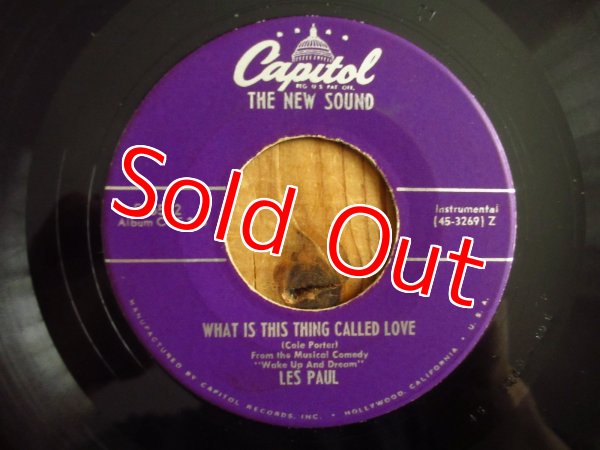 Capitol
REG. U.S. PAT. OFF.
THE NEW SOUND
Sold Out
Album
Instrumental
(45-3269) Z
WHAT IS THIS THING CALLED LOVE
(Cole Porter)
From the Musical Comedy
"Wake Up And Dream"
LES PAUL
MANUFACTURED BY CAPITOL RECORDS, INC. • HOLLYWOOD, CALIFORNIA • U.S.A.